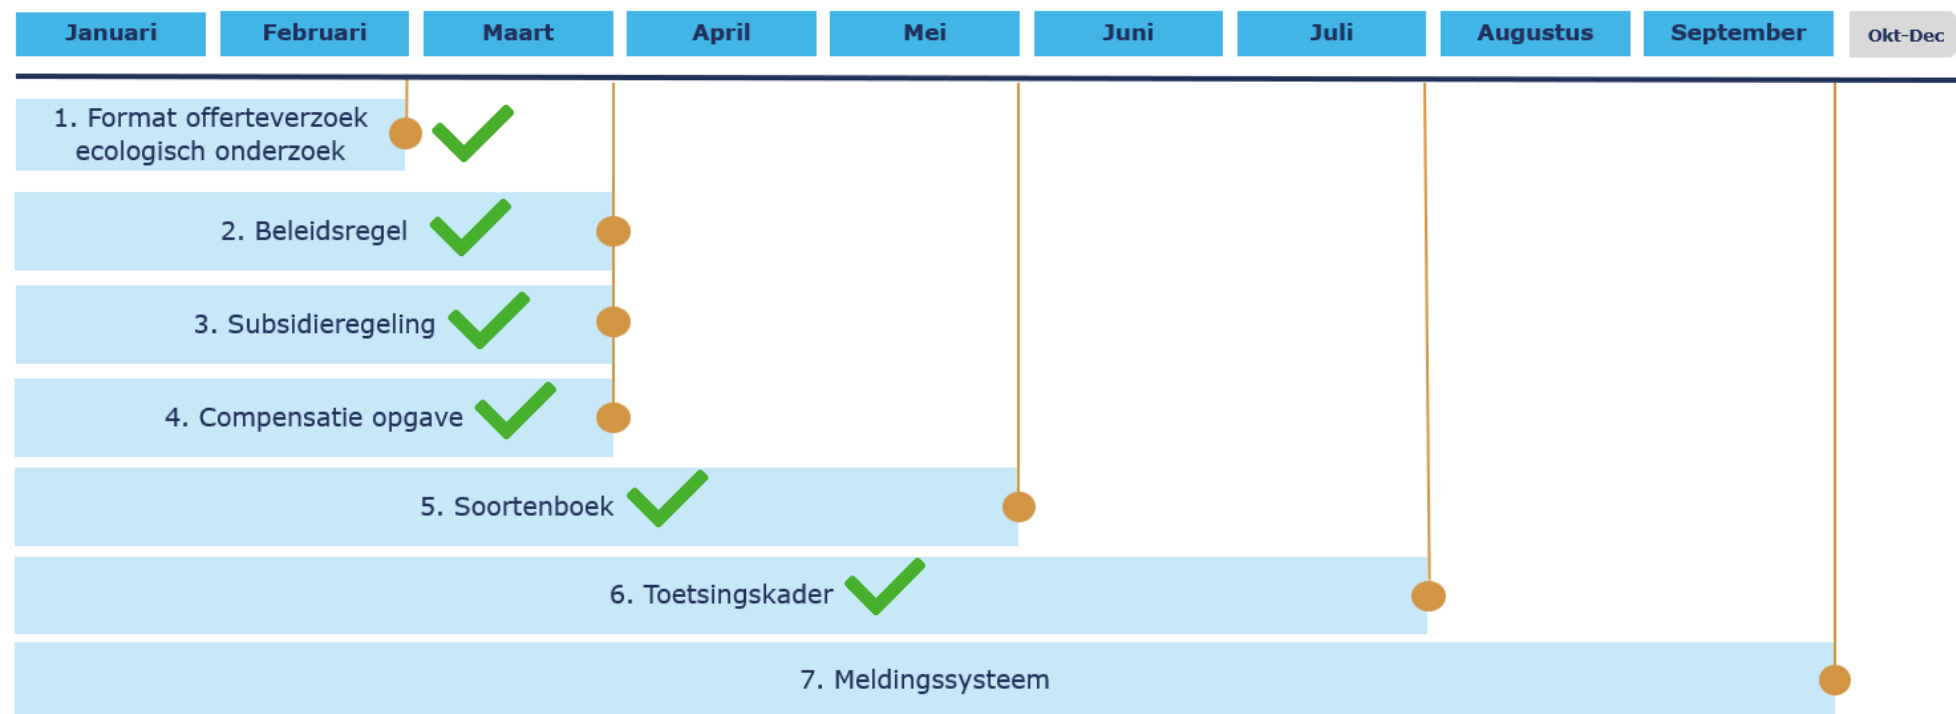 Januari Februari Maart April Mei Juni Juli Augustus September Okt-Dec
1. Format offerteverzoek
ecologisch onderzoek
2. Beleidsregel
3. Subsidieregeling
4. Compensatie opgave
5. Soortenboek
6. Toetsingskader
7. Meldingssysteem